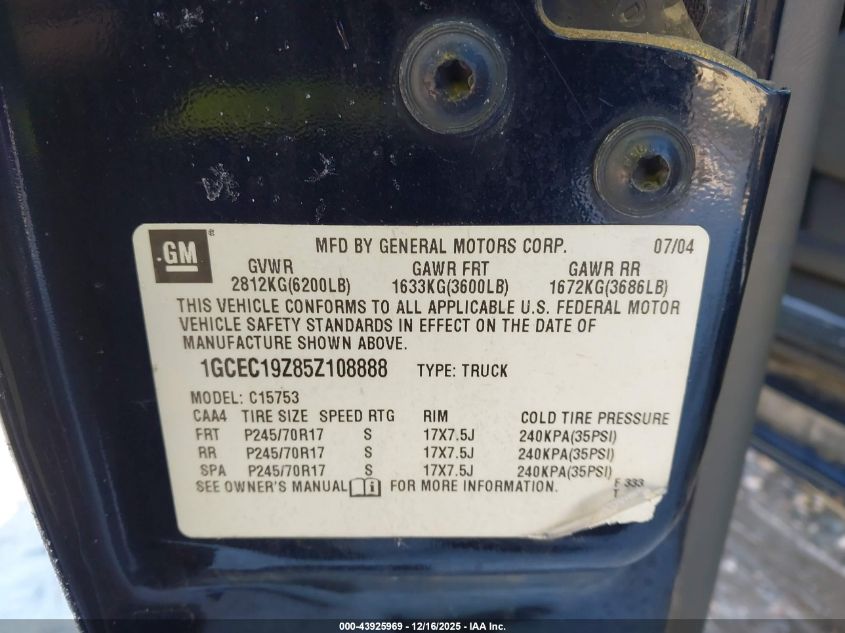 GM®
MFD BY GENERAL MOTORS CORP. 07/04
GVWR GAWR FRT GAWR RR
2812KG(6200LB) 1633KG(3600LB) 1672KG(3686LB)
THIS VEHICLE CONFORMS TO ALL APPLICABLE U.S. FEDERAL MOTOR
VEHICLE SAFETY STANDARDS IN EFFECT ON THE DATE OF
MANUFACTURE SHOWN ABOVE.
1GCEC19Z85Z108888 TYPE: TRUCK
MODEL: C15753
CAA4 TIRE SIZE SPEED RTG RIM COLD TIRE PRESSURE
FRT P245/70R17 S 17X7.5J 240KPA(35PSI)
RR P245/70R17 S 17X7.5J 240KPA(35PSI)
SPA P245/70R17 S 17X7.5J 240KPA(35PSI)
SEE OWNER'S MANUAL FOR MORE INFORMATION.
333
000-43925969 - 12/16/2025 - IAA Inc.